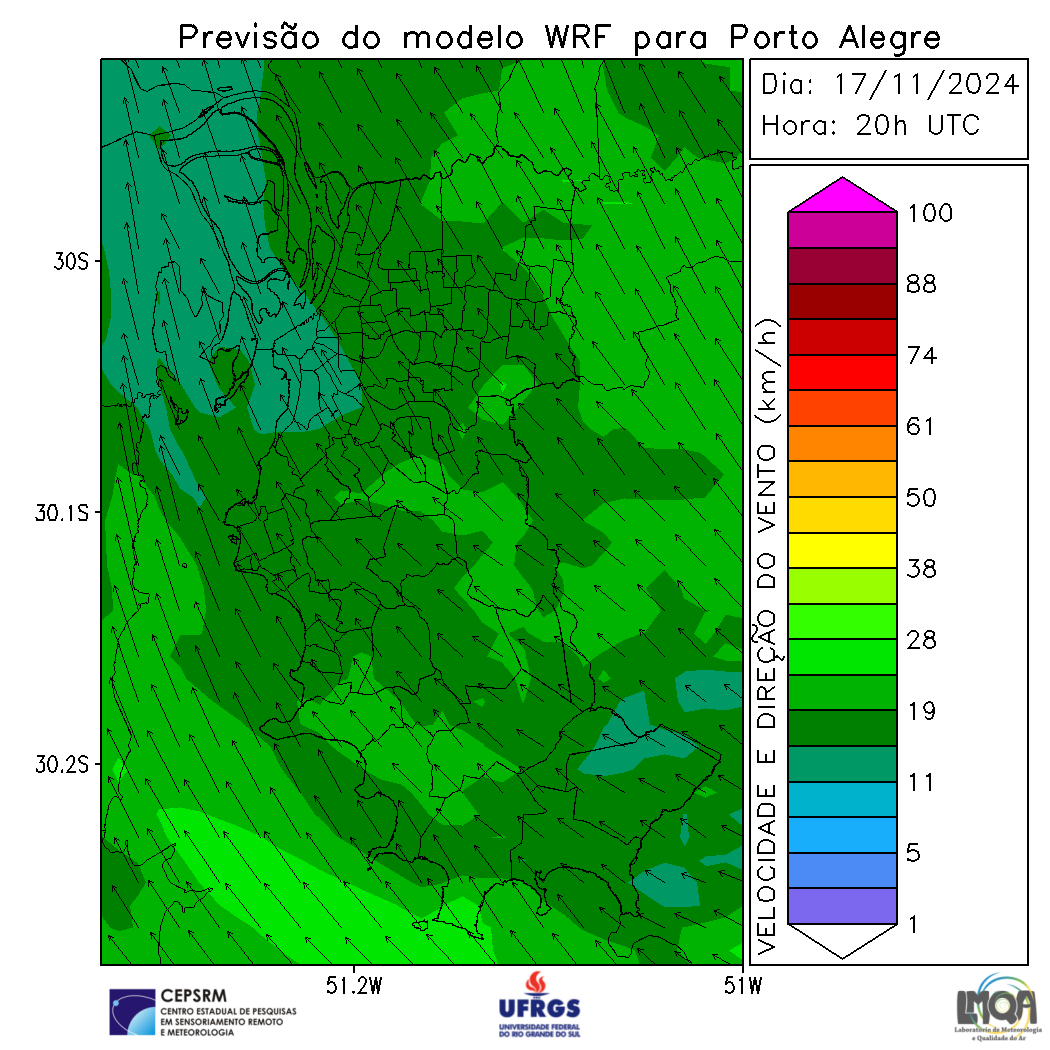 Previsão do modelo WRF para Porto Alegre
Dia: 17/11/2024
Hora: 20h UTC
30S
30.1S
30.2S
51.2W
51W
VELOCIDADE E DIREÇÃO DO VENTO (km/h)
100
88
74
61
50
38
28
19
11
5
1
CEPSRM
CENTRO ESTADUAL DE PESQUISAS
EM SENSORIAMENTO REMOTO
E METEOROLOGIA
UFRGS
UNIVERSIDADE FEDERAL
DO RIO GRANDE DO SUL
LMQA
Laboratório de Meteorologia
e Qualidade do Ar